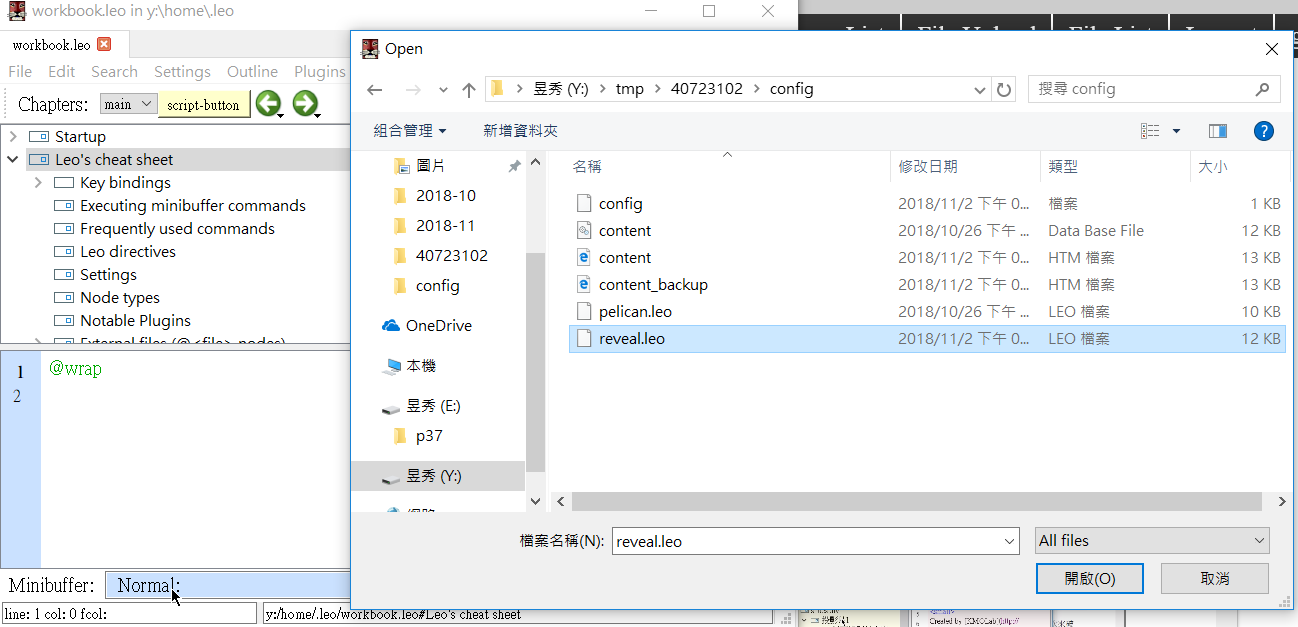 workbook.leo in y:\home\.leo
workbook.leo
File Edit Search Settings Outline Plugins
Chapters: main script-button
Startup
Leo's cheat sheet
Key bindings
Executing minibuffer commands
Frequently used commands
Leo directives
Settings
Node types
Notable Plugins
External files (@<file> nodes)
1 @wrap
2
Minibuffer: Normal:
line: 1 col: 0 fcol:
y:/home/.leo/workbook.leo#Leo's cheat sheet
Open
昱秀 (Y:) > tmp > 40723102 > config
搜尋 config
組合管理 新增資料夾
圖片
2018-10
2018-11
40723102
config
OneDrive
本機
昱秀 (E:)
p37
昱秀 (Y:)
網路
名稱 修改日期 類型 大小
config 2018/11/2 下午 0... 檔案 1 KB
content 2018/10/26 下午 ... Data Base File 12 KB
content 2018/11/2 下午 0... HTM 檔案 13 KB
content_backup 2018/11/2 下午 0... HTM 檔案 13 KB
pelican.leo 2018/10/26 下午 ... LEO 檔案 10 KB
reveal.leo 2018/11/2 下午 0... LEO 檔案 12 KB
檔案名稱(N): reveal.leo All files
開啟(O) 取消